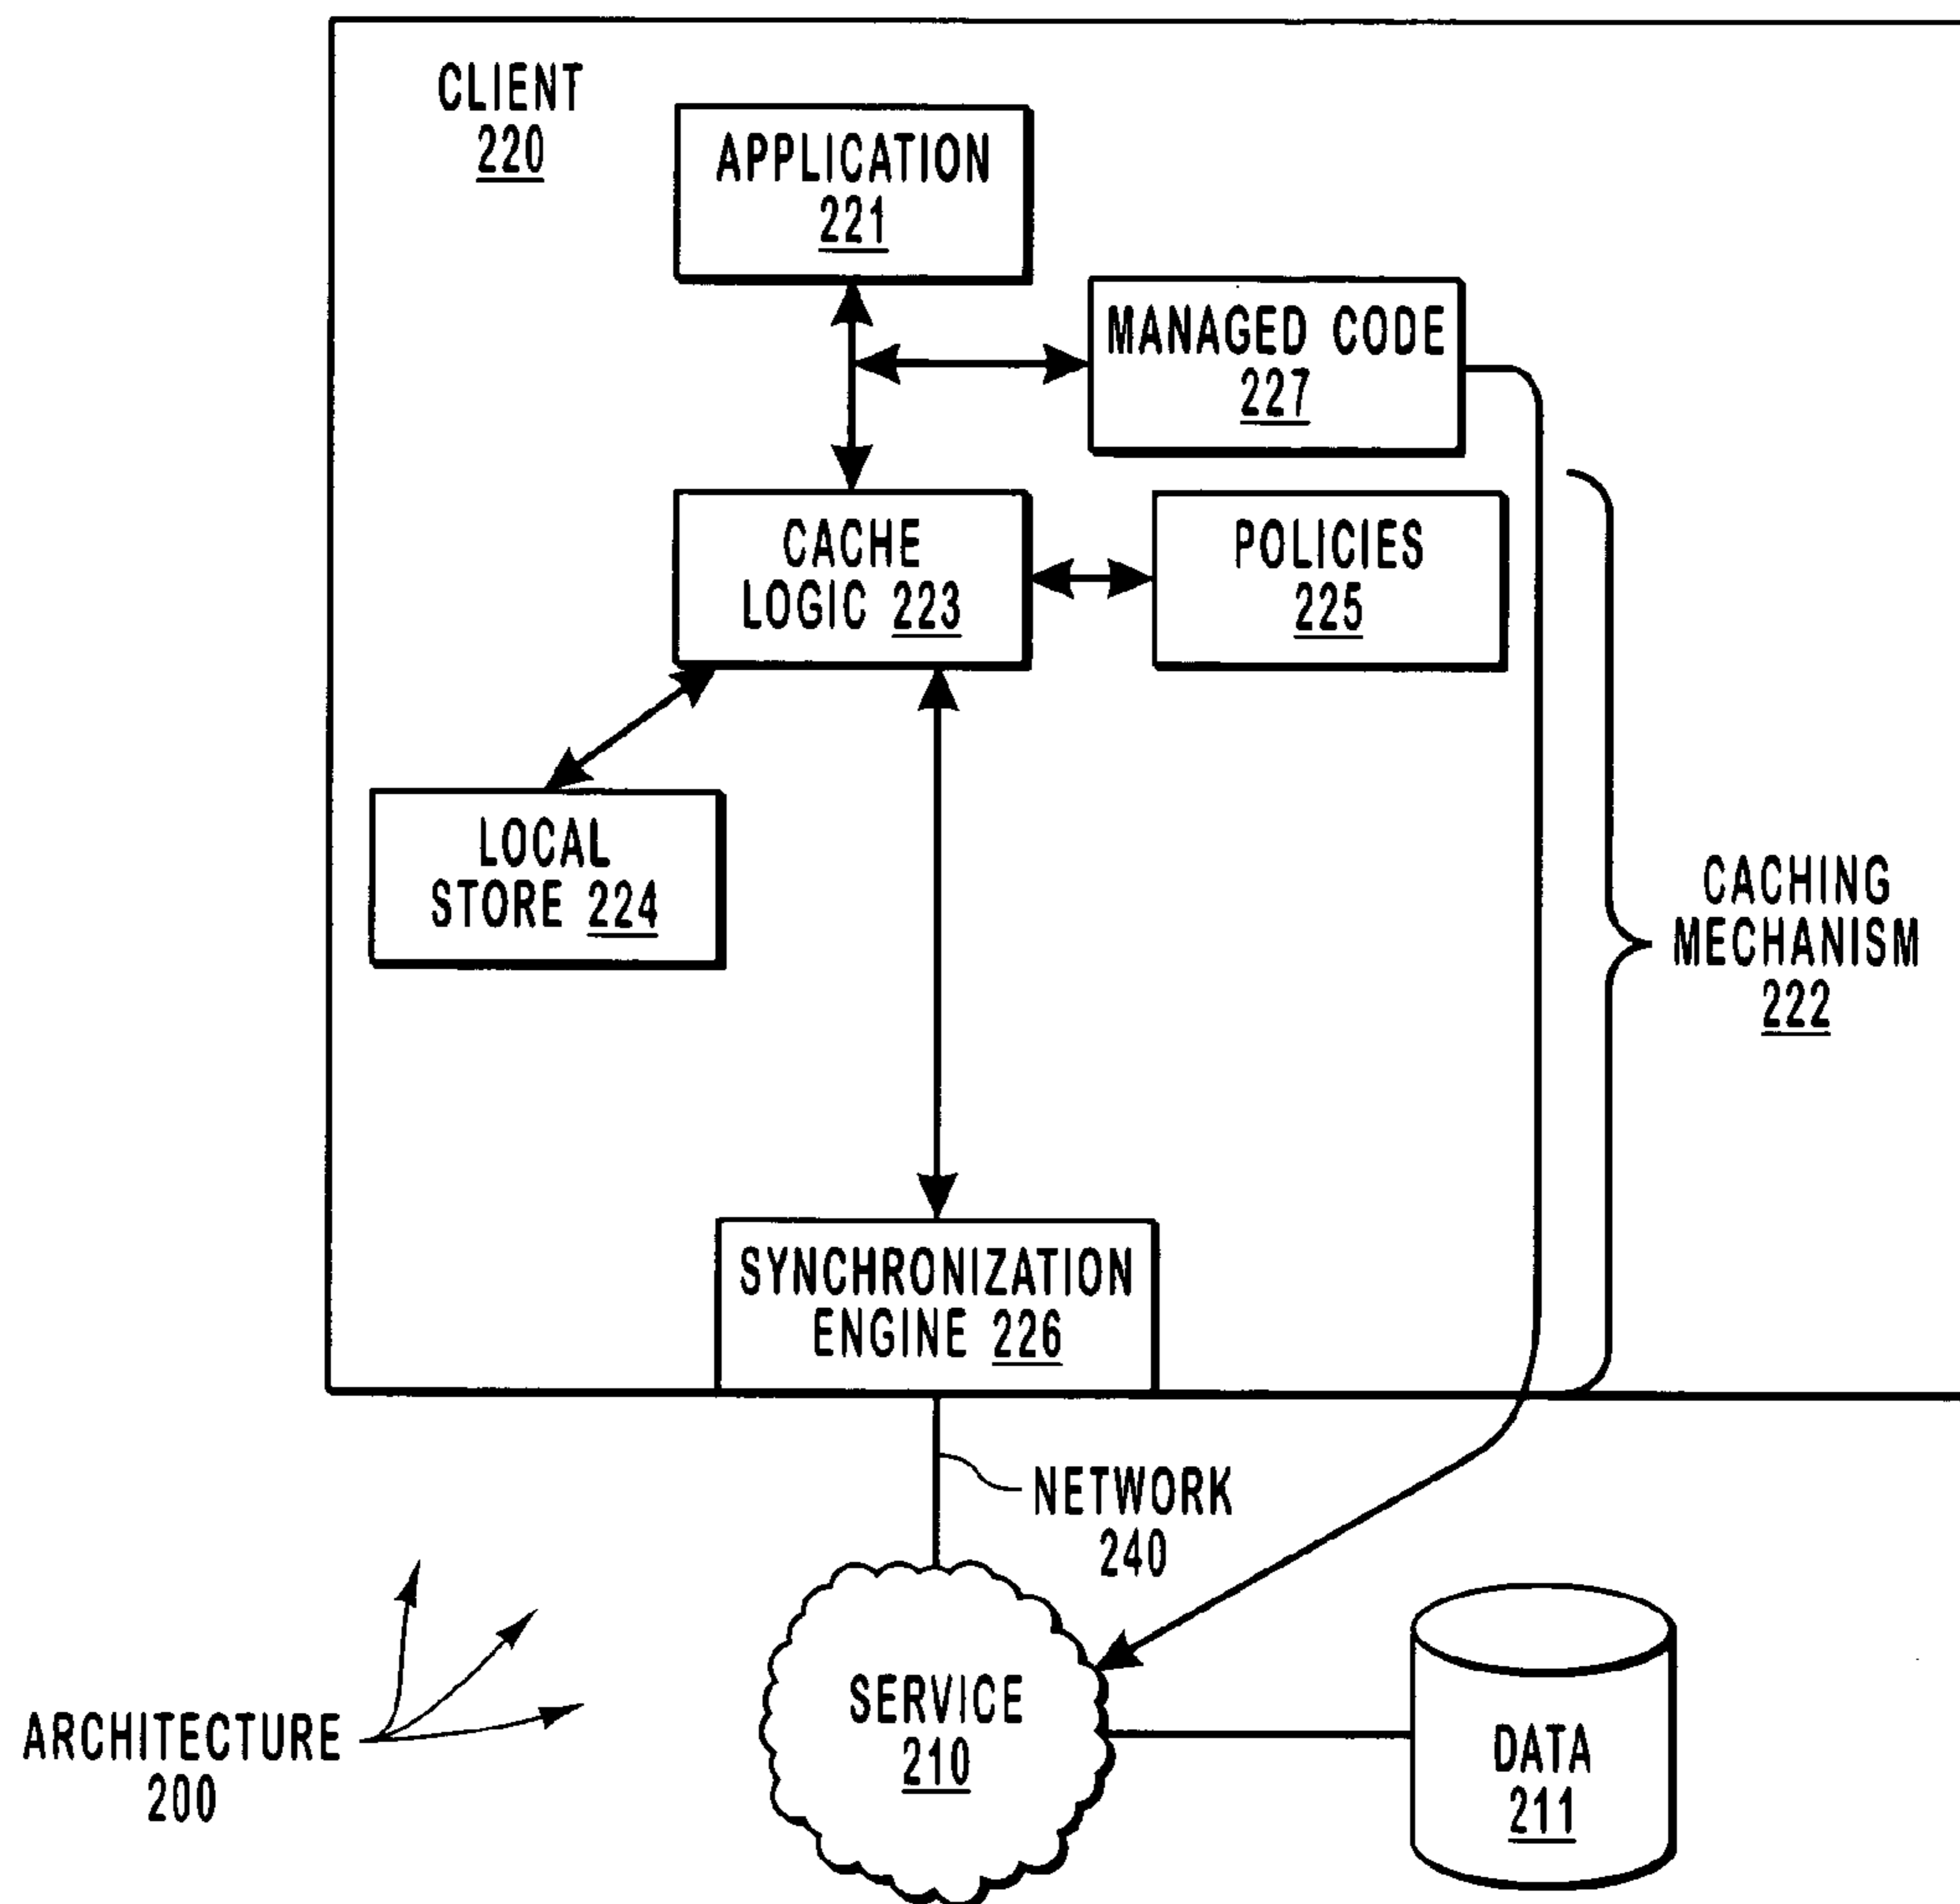 CLIENT
220
APPLICATION
221
MANAGED CODE
227
CACHE
LOGIC 223
POLICIES
225
LOCAL
STORE 224
CACHING
MECHANISM
222
SYNCHRONIZATION
ENGINE 226
NETWORK
240
SERVICE
210
DATA
211
ARCHITECTURE
200